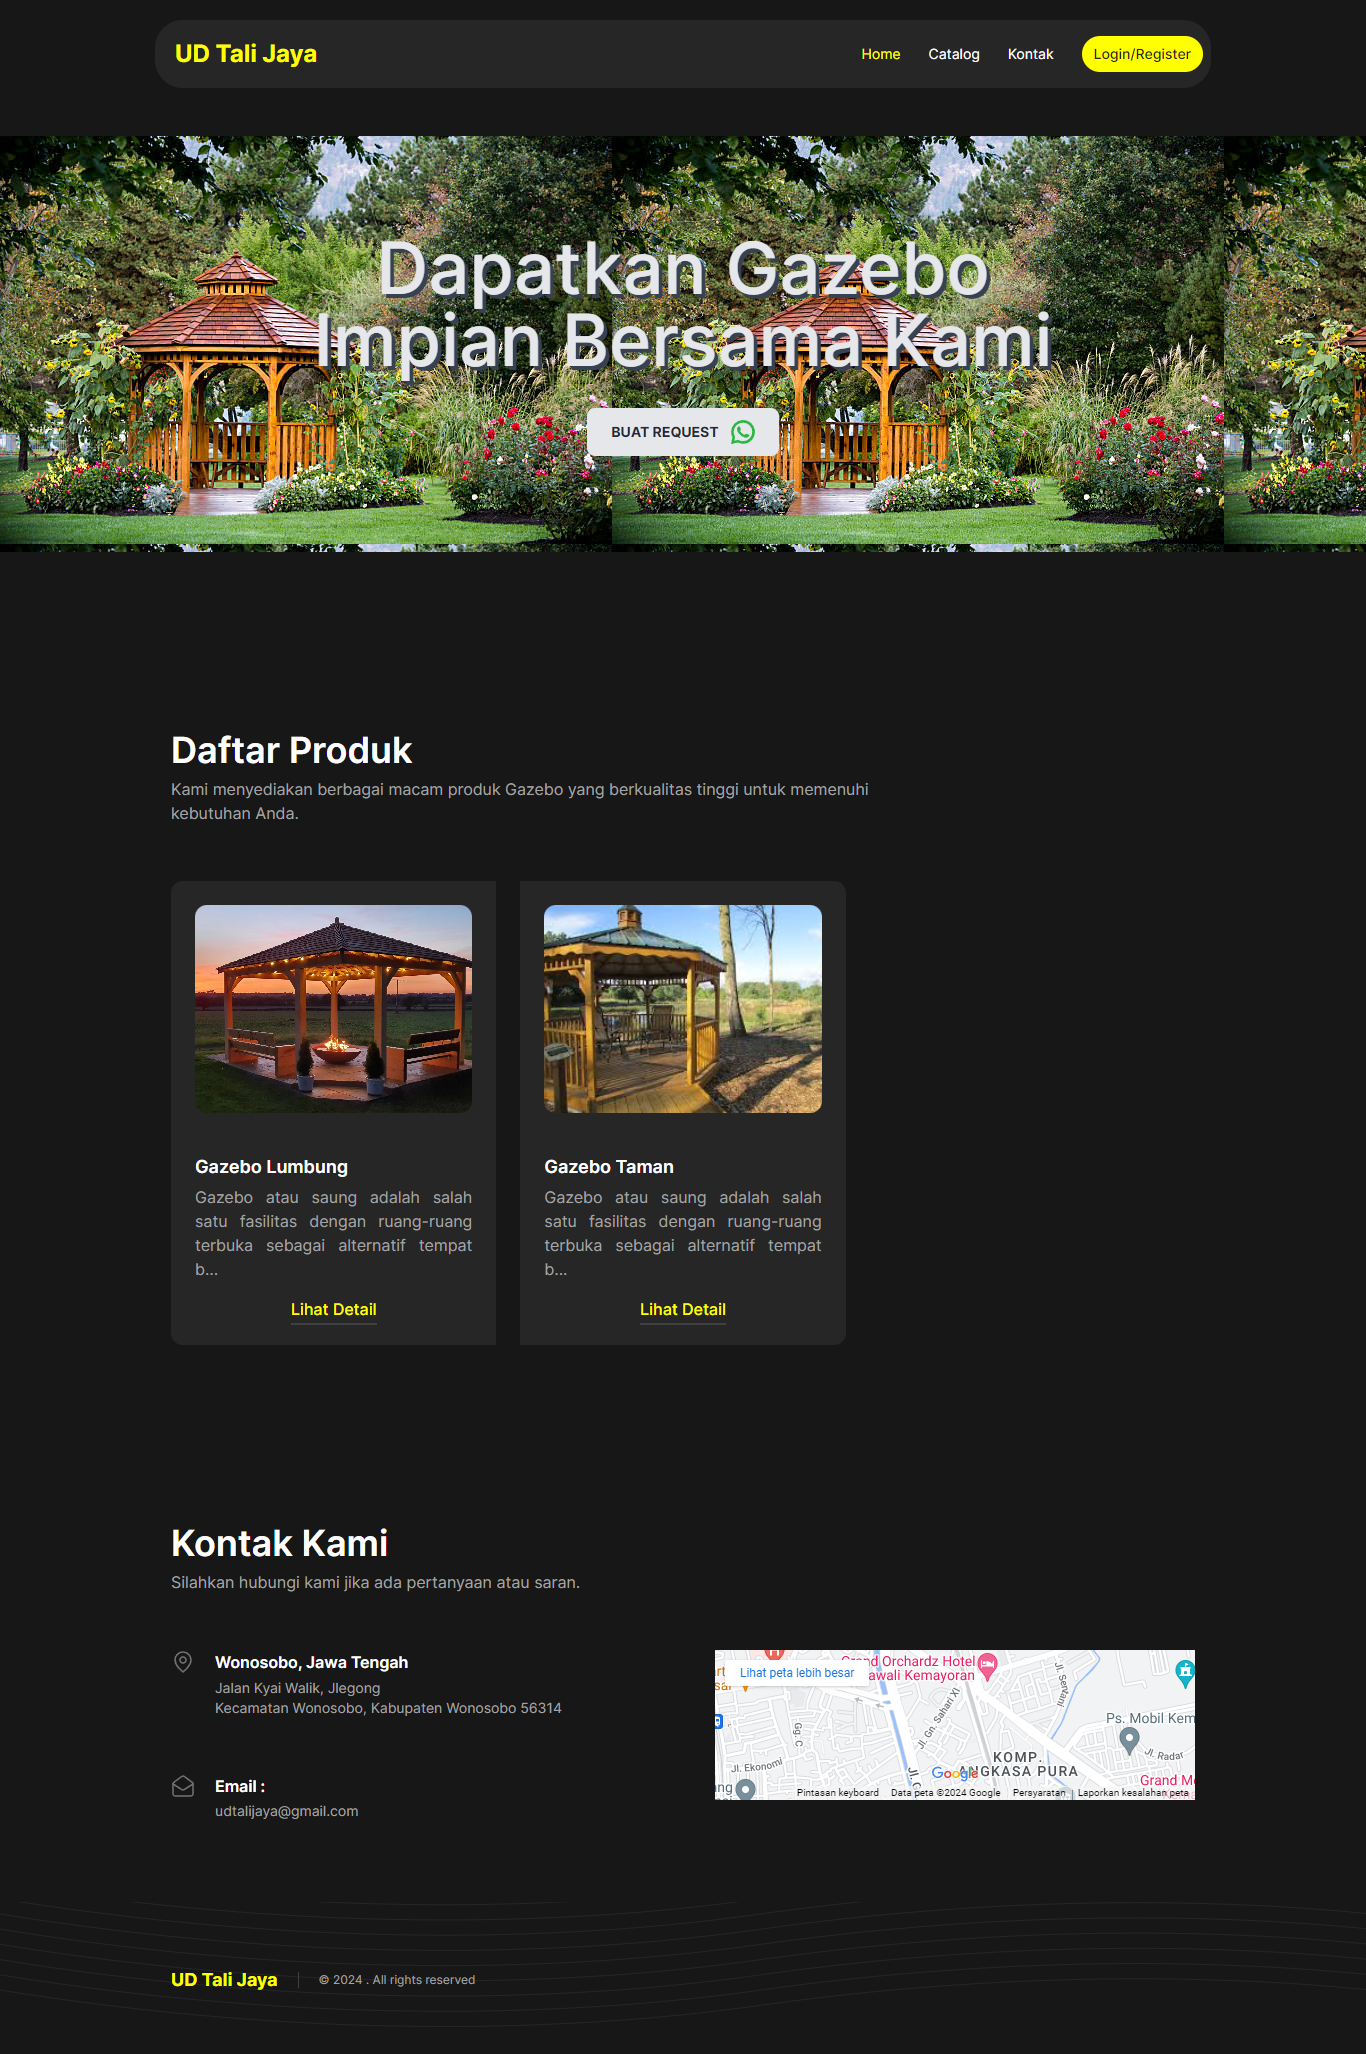 UD Tali Jaya
Home
Catalog
Kontak
Login/Register
Dapatkan Gazebo
Impian Bersama Kami
BUAT REQUEST
Daftar Produk
Kami menyediakan berbagai macam produk Gazebo yang berkualitas tinggi untuk memenuhi
kebutuhan Anda.
Gazebo Lumbung
Gazebo atau saung adalah salah
satu fasilitas dengan ruang-ruang
terbuka sebagai alternatif tempat
b...
Lihat Detail
Gazebo Taman
Gazebo atau saung adalah salah
satu fasilitas dengan ruang-ruang
terbuka sebagai alternatif tempat
b...
Lihat Detail
Kontak Kami
Silahkan hubungi kami jika ada pertanyaan atau saran.
Wonosobo, Jawa Tengah
Jalan Kyai Walik, Jlegong
Kecamatan Wonosobo, Kabupaten Wonosobo 56314
Email :
udtalijaya@gmail.com
Lihat peta lebih besar
Grand Orchardz Hotel
awali Kemayoran
Jl. Gn. Sahari XI
Jl. Servani
Gg. C
Ps. Mobil Kem
Jl. Radar
Jl. Ekonomi
KOMP.
ANGKASA PURA
Google
Grand Me
Pintasan keyboard
Data peta ©2024 Google
Persyaratan
Laporkan kesalahan peta
UD Tali Jaya
© 2024 . All rights reserved